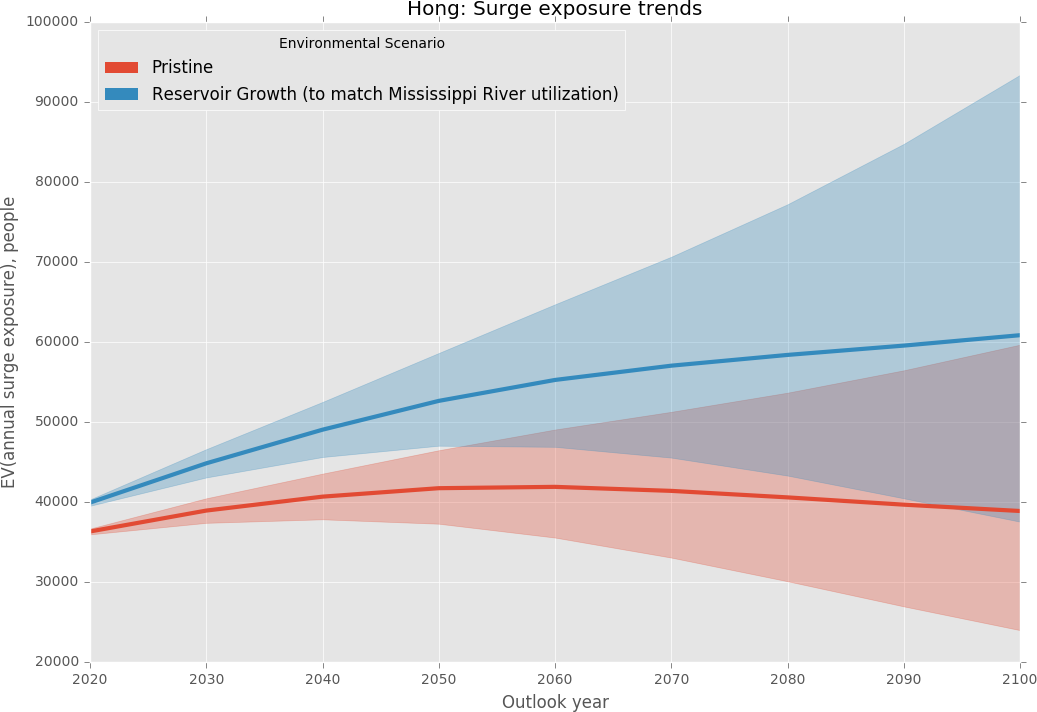 Hong: Surge exposure trends
Environmental Scenario
Pristine
Reservoir Growth (to match Mississippi River utilization)
EV(annual surge exposure), people
100000
90000
80000
70000
60000
50000
40000
30000
20000
2020 2030 2040 2050 2060 2070 2080 2090 2100
Outlook year